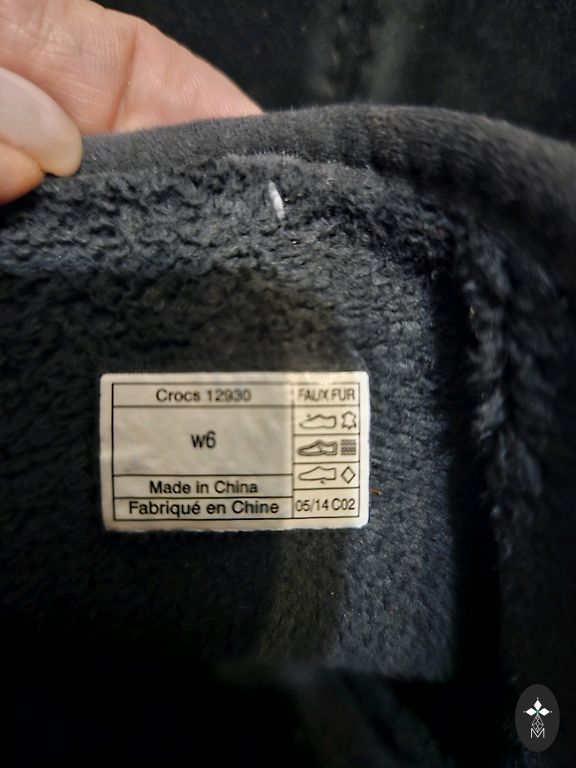 Crocs 12930
FAUX FUR
w6
Made in China
Fabriqué en Chine
05/14 C02
M